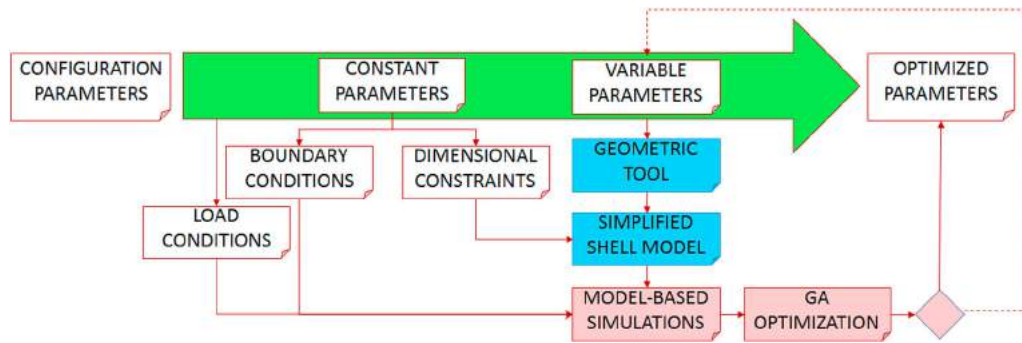 CONFIGURATION
PARAMETERS
CONSTANT
PARAMETERS
VARIABLE
PARAMETERS
OPTIMIZED
PARAMETERS
BOUNDARY
CONDITIONS
DIMENSIONAL
CONSTRAINTS
GEOMETRIC
TOOL
LOAD
CONDITIONS
SIMPLIFIED
SHELL MODEL
MODEL-BASED
SIMULATIONS
GA
OPTIMIZATION